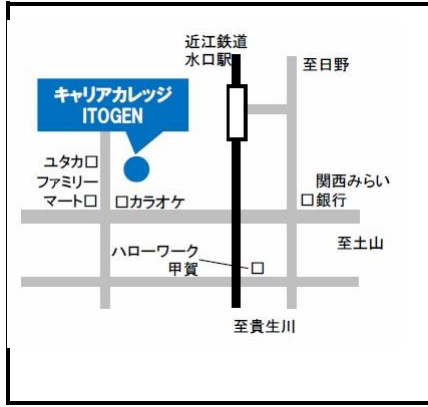 近江鉄道
水口駅
至日野
キャリアカレッジ
ITOGEN
ユタカ
ファミリー
マート
カラオケ
関西みらい
銀行
至土山
ハローワーク
甲賀
至貴生川